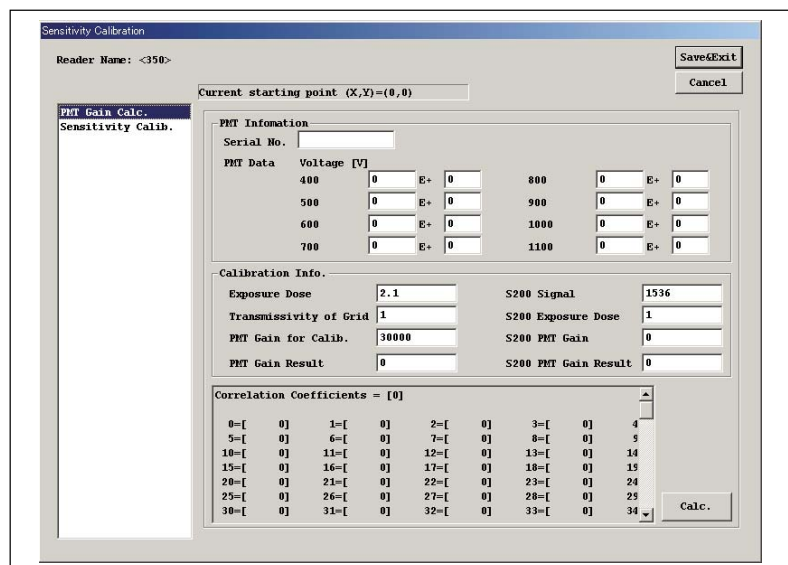 Sensitivity Calibration
Reader Name: <350>
Save&Exit
Cancel
Current starting point (X,Y)=(0,0)
PMT Gain Calc.
Sensitivity Calib.
PMT Infomation
Serial No.
PMT Data Voltage [V]
400 0 E+ 0 800 0 E+ 0
500 0 E+ 0 900 0 E+ 0
600 0 E+ 0 1000 0 E+ 0
700 0 E+ 0 1100 0 E+ 0
Calibration Info.
Exposure Dose 2.1 S200 Signal 1536
Transmissivity of Grid 1 S200 Exposure Dose 1
PMT Gain for Calib. 30000 S200 PMT Gain 0
PMT Gain Result 0 S200 PMT Gain Result 0
Correlation Coefficients = [0]
0=[ 0] 1=[ 0] 2=[ 0] 3=[ 0] 4
5=[ 0] 6=[ 0] 7=[ 0] 8=[ 0] 9
10=[ 0] 11=[ 0] 12=[ 0] 13=[ 0] 14
15=[ 0] 16=[ 0] 17=[ 0] 18=[ 0] 19
20=[ 0] 21=[ 0] 22=[ 0] 23=[ 0] 24
25=[ 0] 26=[ 0] 27=[ 0] 28=[ 0] 29
30=[ 0] 31=[ 0] 32=[ 0] 33=[ 0] 34
Calc.